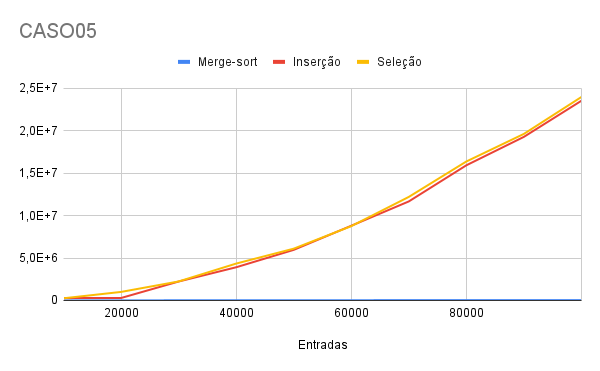 CASO05
Merge-sort Inserção Seleção
2,5E+7
2,0E+7
1,5E+7
1,0E+7
5,0E+6
0
20000 40000 60000 80000
Entradas